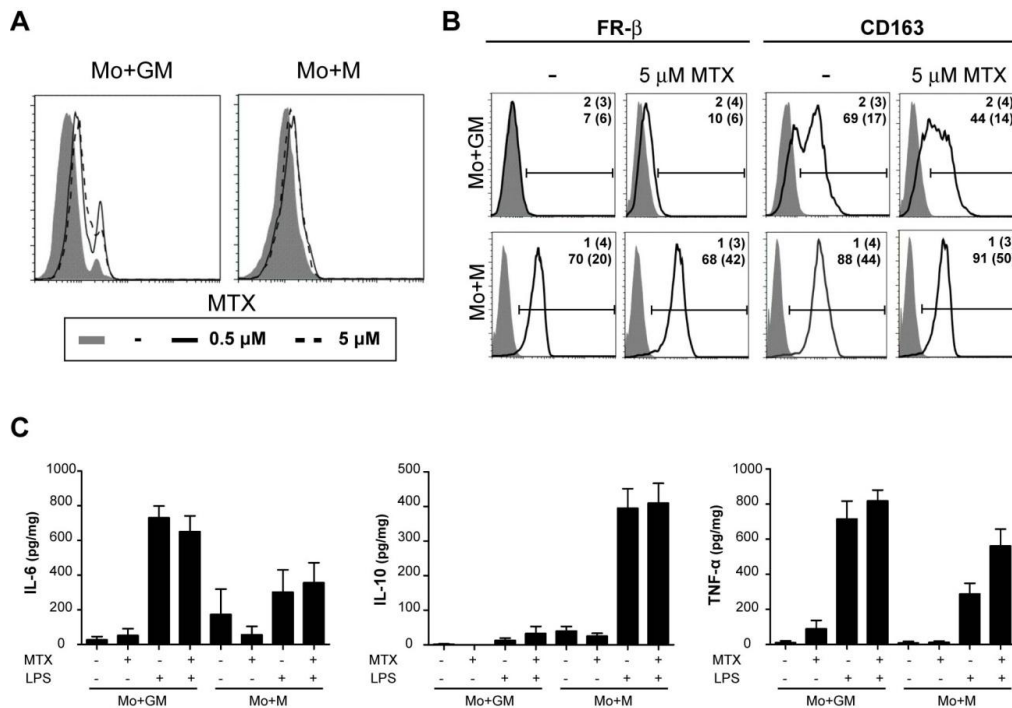 A
Mo+GM
Mo+M
MTX
- 0.5 µM 5 µM
B
FR-β
CD163
- 5 µM MTX - 5 µM MTX
Mo+GM
2 (3)
7 (6)
2 (4)
10 (6)
2 (3)
69 (17)
2 (4)
44 (14)
Mo+M
1 (4)
70 (20)
1 (3)
68 (42)
1 (4)
88 (44)
1 (3
91 (50
C
IL-6 (pg/mg)
1000
800
600
400
200
0
MTX - + - + - + - +
LPS - - + + - - + +
Mo+GM Mo+M
IL-10 (pg/mg)
500
400
300
200
100
0
- + - + - + - +
- - + + - - + +
Mo+GM Mo+M
TNF-α (pg/mg)
1000
800
600
400
200
0
MTX - + - + - + - +
LPS - - + + - - + +
Mo+GM Mo+M